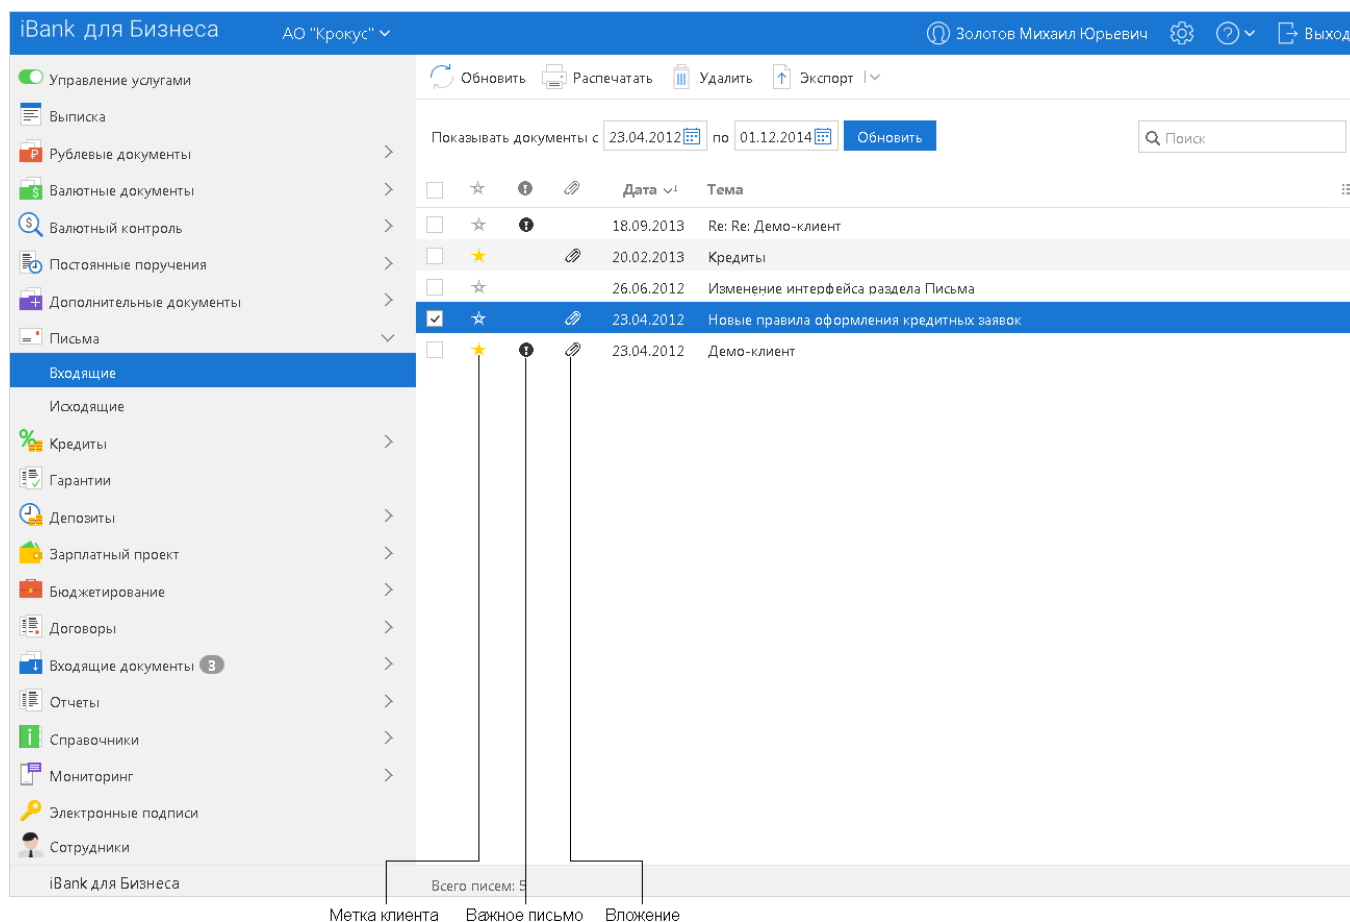 iBank для Бизнеса АО "Крокус" Золотов Михаил Юрьевич Выход
Управление услугами
Выписка
Рублевые документы
Валютные документы
Валютный контроль
Постоянные поручения
Дополнительные документы
Письма
Входящие
Исходящие
Кредиты
Гарантии
Депозиты
Зарплатный проект
Бюджетирование
Договоры
Входящие документы 3
Отчеты
Справочники
Мониторинг
Электронные подписи
Сотрудники
iBank для Бизнеса
Обновить Распечатать Удалить Экспорт
Показывать документы с 23.04.2012 по 01.12.2014 Обновить Поиск
Дата Тема
18.09.2013 Re: Re: Демо-клиент
20.02.2013 Кредиты
26.06.2012 Изменение интерфейса раздела Письма
23.04.2012 Новые правила оформления кредитных заявок
23.04.2012 Демо-клиент
Всего писем: 5
Метка клиента Важное письмо Вложение